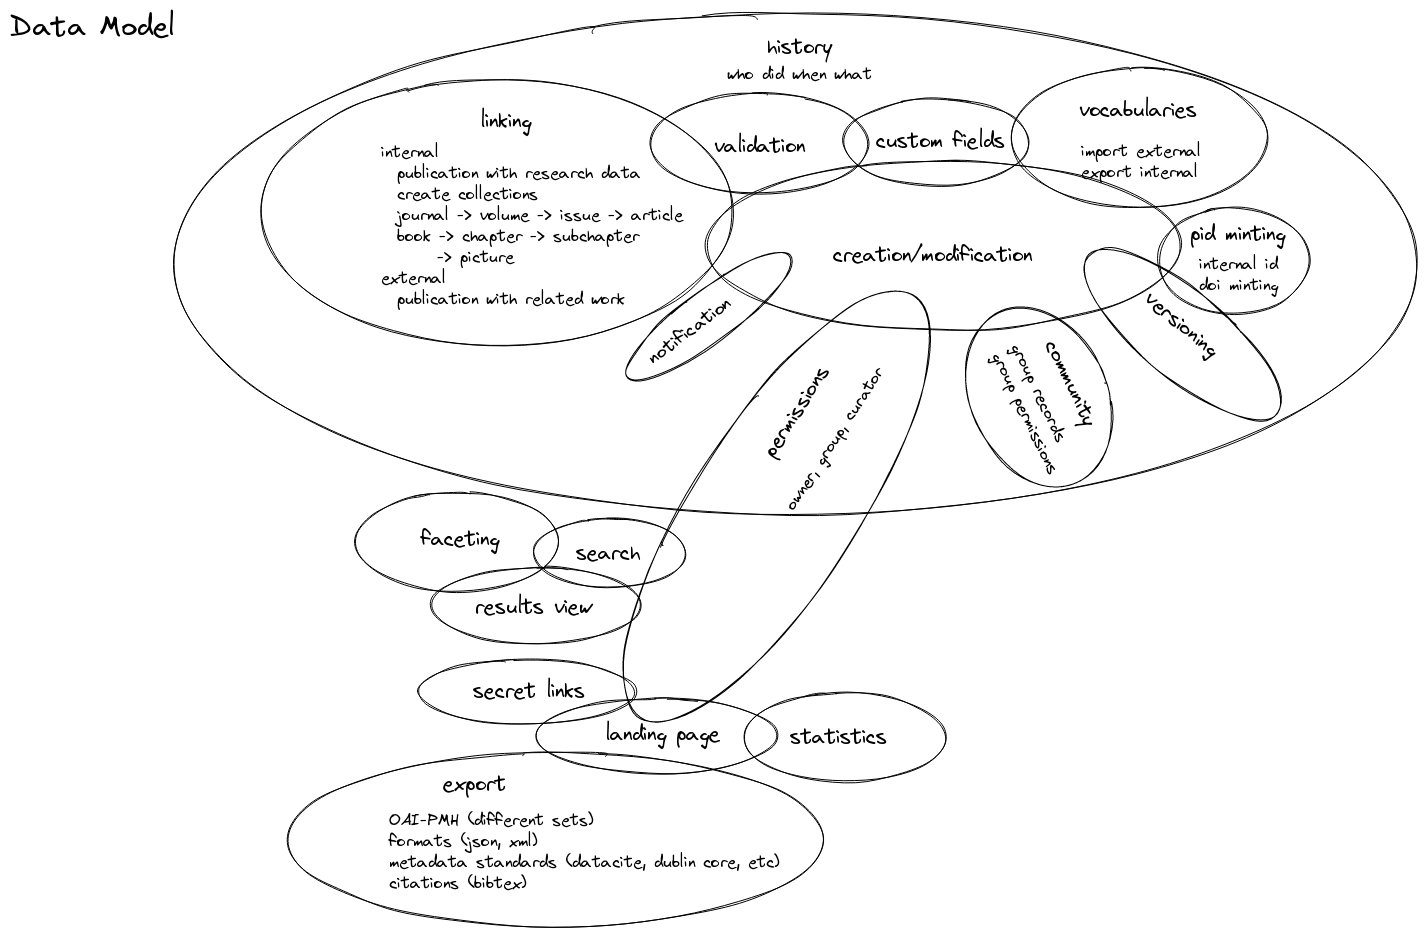 Data Model
history
who did when what
linking
internal
publication with research data
create collections
journal -> volume -> issue -> article
book -> chapter -> subchapter
-> picture
external
publication with related work
validation
custom fields
vocabularies
import external
export internal
creation/modification
pid minting
internal id
doi minting
notification
permissions
owner, group, curator
community
group records
group permissions
versioning
faceting
search
results view
secret links
landing page
statistics
export
OAI-PMH (different sets)
formats (json, xml)
metadata standards (datacite, dublin core, etc)
citations (bibtex)